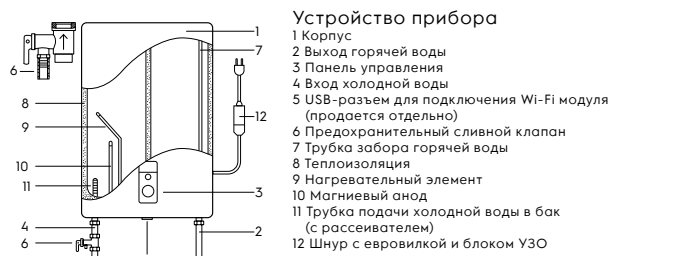 Устройство прибора
1 Корпус
2 Выход горячей воды
3 Панель управления
4 Вход холодной воды
5 USB-разъем для подключения Wi-Fi модуля
(продается отдельно)
6 Предохранительный сливной клапан
7 Трубка забора горячей воды
8 Теплоизоляция
9 Нагревательный элемент
10 Магниевый анод
11 Трубка подачи холодной воды в бак
(с рассеивателем)
12 Шнур с евровилкой и блоком УЗО
1
7
6
8
12
9
10
11
3
4
2
6